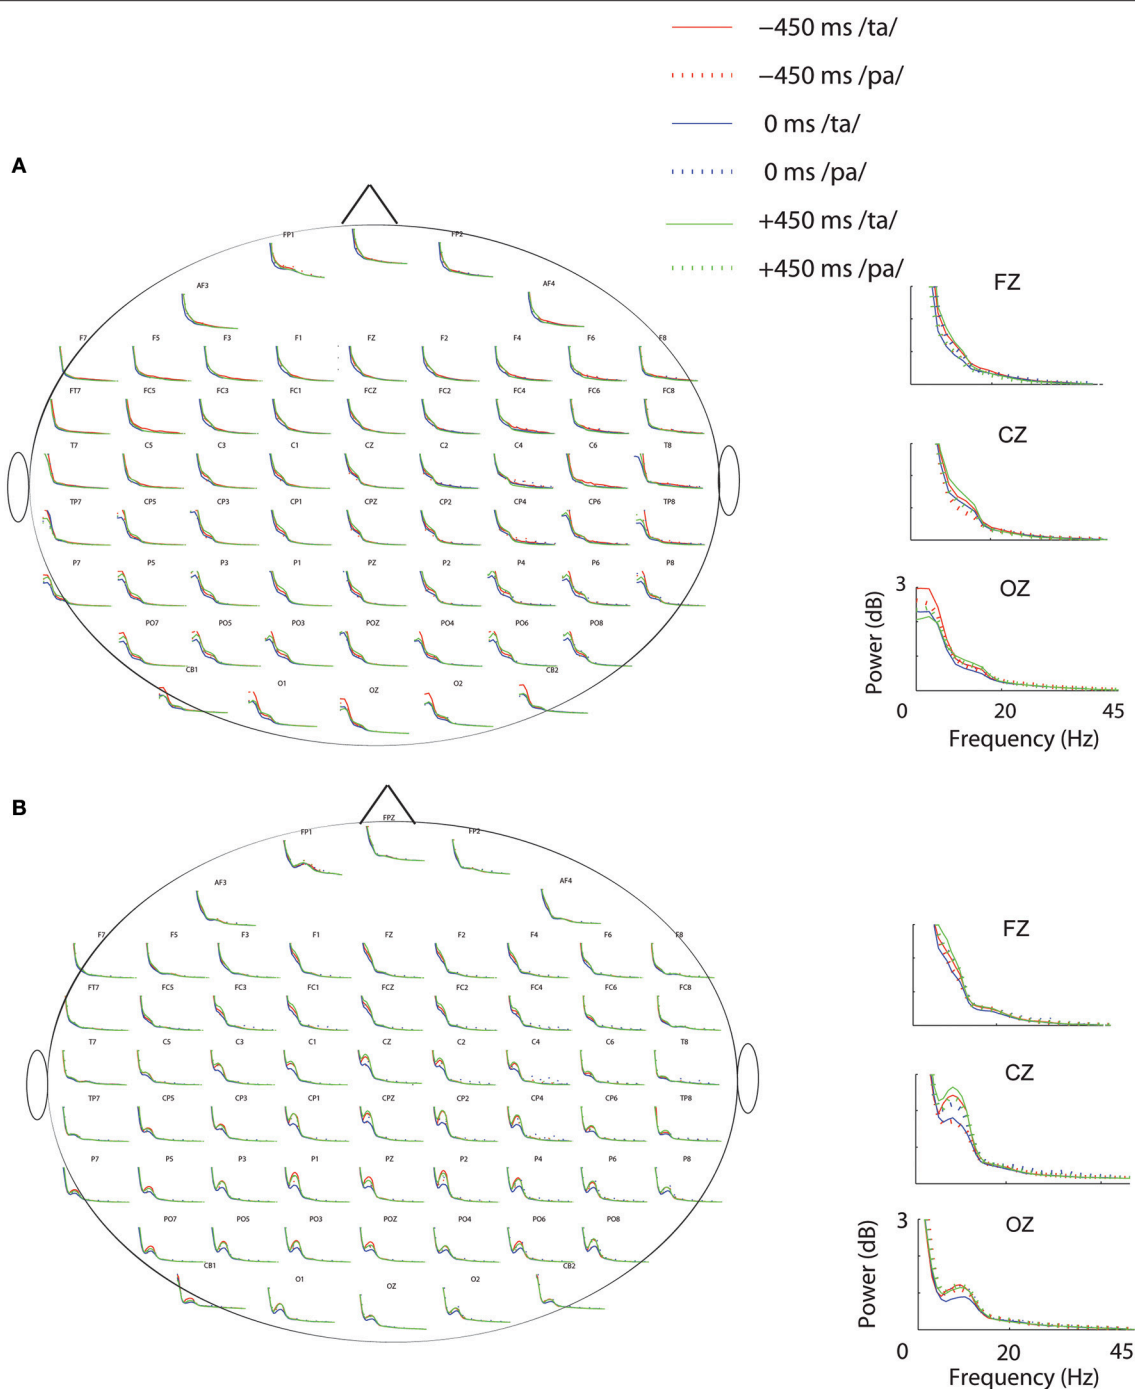 −450 ms /ta/
−450 ms /pa/
0 ms /ta/
0 ms /pa/
+450 ms /ta/
+450 ms /pa/
A
FP1 FP2
AF3 AF4
F7 F5 F3 F1 FZ F2 F4 F6 F8
FT7 FC5 FC3 FC1 FCZ FC2 FC4 FC6 FC8
T7 C5 C3 C1 CZ C2 C4 C6 T8
TP7 CP5 CP3 CP1 CPZ CP2 CP4 CP6 TP8
P7 P5 P3 P1 PZ P2 P4 P6 P8
PO7 PO5 PO3 POZ PO4 PO6 PO8
CB1 CB2
O1 OZ O2
FZ
CZ
OZ
3
Power (dB)
0 20 45
Frequency (Hz)
B
FPZ
FP1 FP2
AF3 AF4
F7 F5 F3 F1 FZ F2 F4 F6 F8
FT7 FC5 FC3 FC1 FCZ FC2 FC4 FC6 FC8
T7 C5 C3 C1 CZ C2 C4 C6 T8
TP7 CP5 CP3 CP1 CPZ CP2 CP4 CP6 TP8
P7 P5 P3 P1 PZ P2 P4 P6 P8
PO7 PO5 PO3 POZ PO4 PO6 PO8
CB1 CB2
O1 OZ O2
FZ
CZ
OZ
3
Power (dB)
0 20 45
Frequency (Hz)